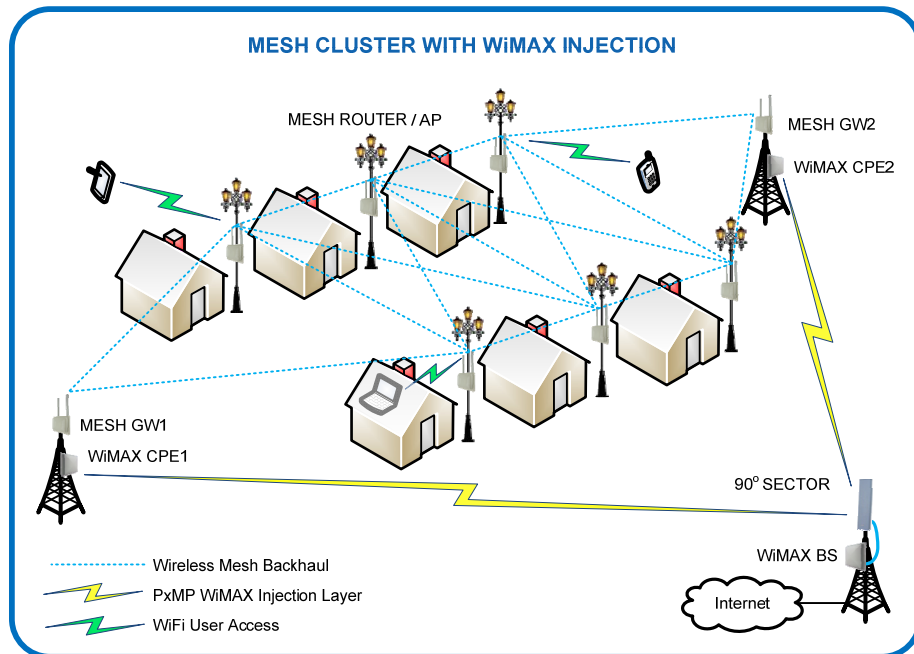 MESH CLUSTER WITH WiMAX INJECTION
MESH ROUTER / AP
MESH GW2
WiMAX CPE2
MESH GW1
WiMAX CPE1
90° SECTOR
WiMAX BS
Internet
Wireless Mesh Backhaul
PxMP WiMAX Injection Layer
WiFi User Access